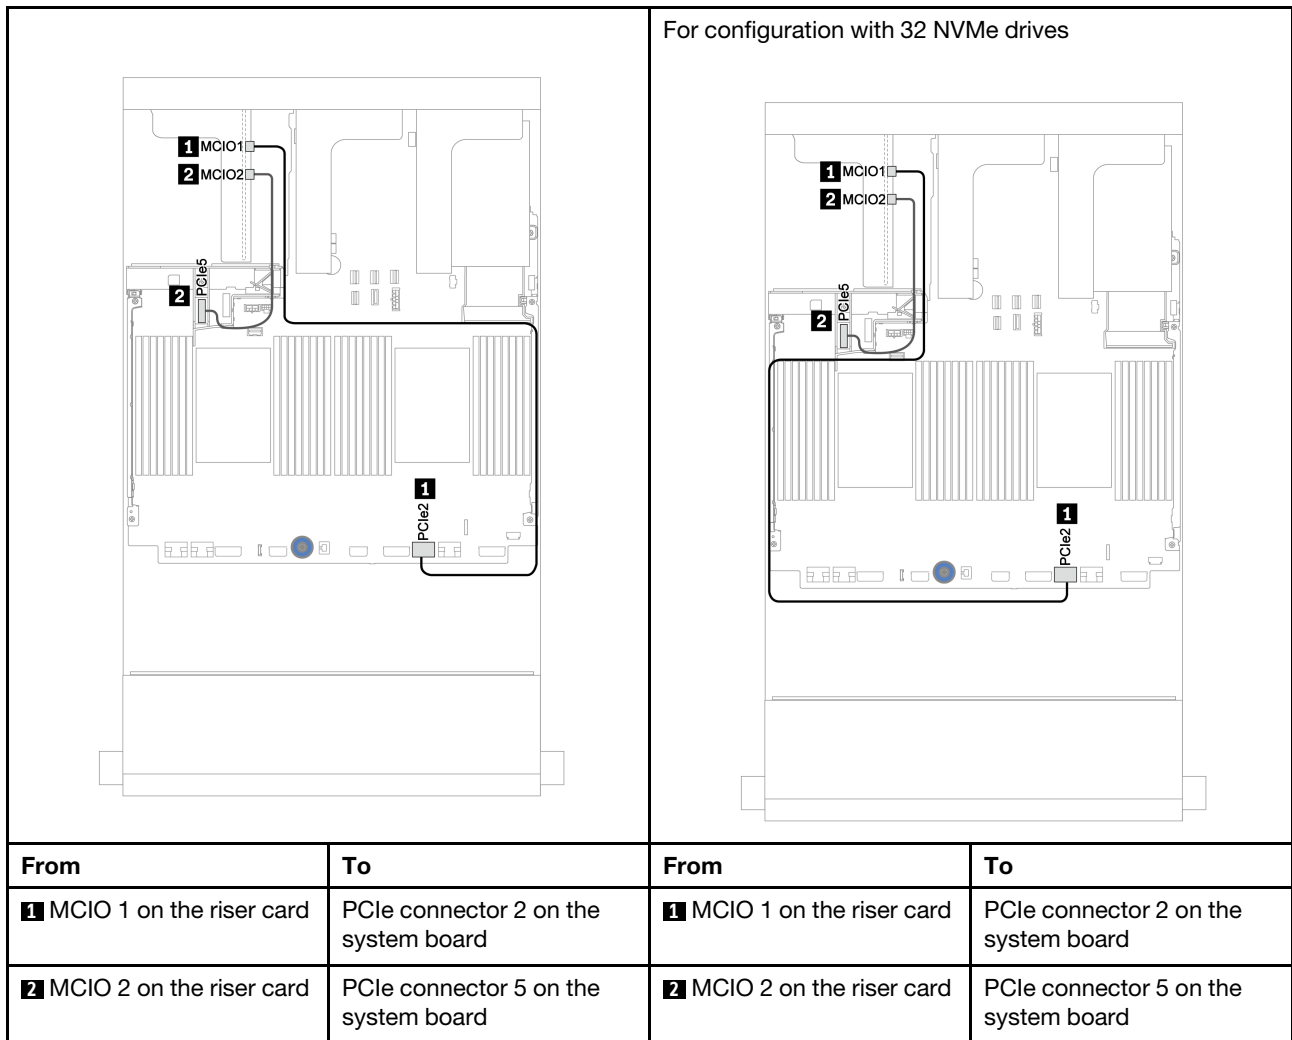 For configuration with 32 NVMe drives
1 MCIO1
2 MCIO2
2 PCIe5
1
PCIe2
1 MCIO1
2 MCIO2
2 PCIe5
1
PCIe2
From To From To
1 MCIO 1 on the riser card PCIe connector 2 on the 1 MCIO 1 on the riser card PCIe connector 2 on the
system board system board
2 MCIO 2 on the riser card PCIe connector 5 on the 2 MCIO 2 on the riser card PCIe connector 5 on the
system board system board